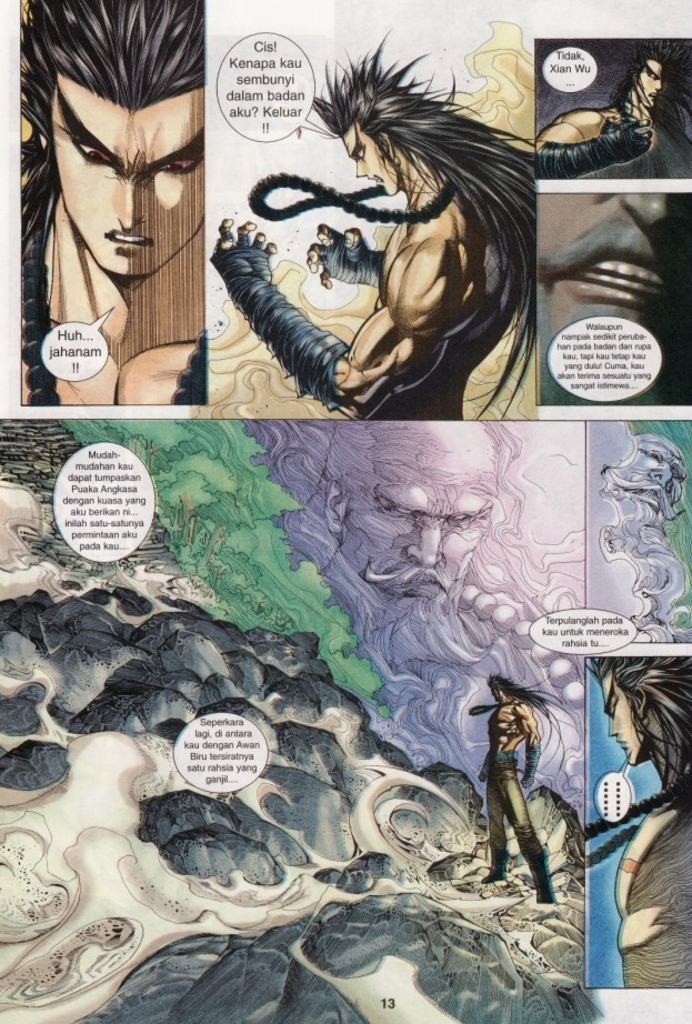 Huh...
jahanam
!!
Cis!
Kenapa kau
sembunyi
dalam badan
aku? Keluar
!!
Tidak,
Xian Wu
...
Walaupun
nampak sedikit peruba-
han pada badan dan rupa
kau, tapi kau tetap kau
yang dulu! Cuma, kau
akan terima sesuatu yang
sangat istimewa....
Mudah-
mudahan kau
dapat tumpaskan
Puaka Angkasa
dengan kuasa yang
aku berikan ni...
inilah satu-satunya
permintaan aku
pada kau....
Seperkara
lagi, di antara
kau dengan Awan
Biru tersiratnya
satu rahsia yang
ganjil....
Terpulanglah pada
kau untuk meneroka
rahsia tu....
......
13